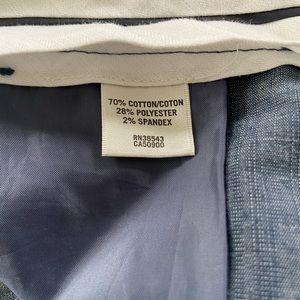 70% COTTON/COTON
28% POLYESTER
2% SPANDEX
RN36543
CA50900